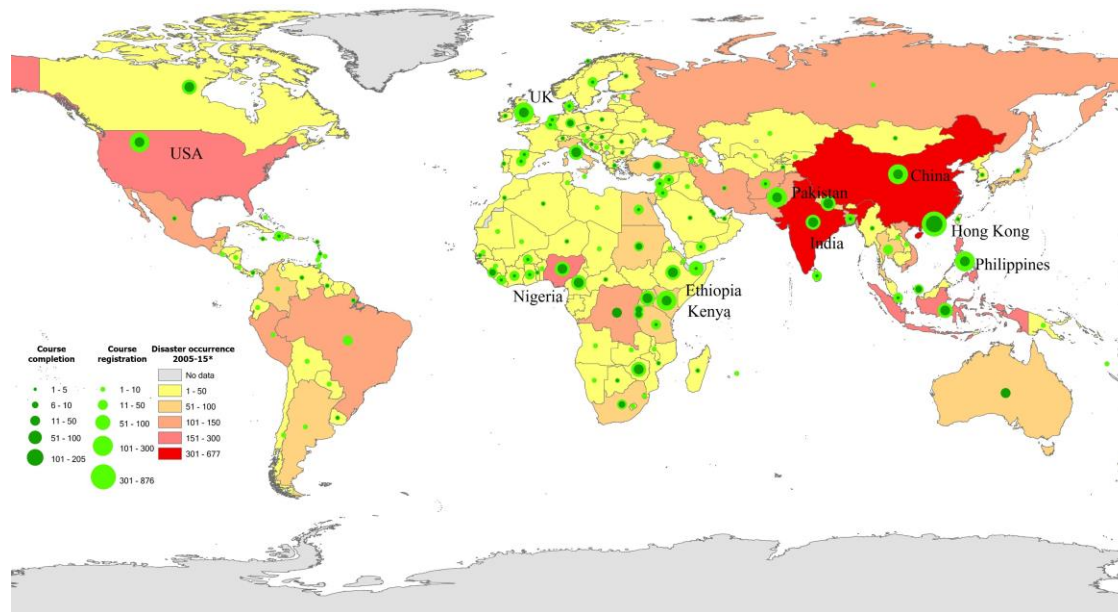 UK
USA
China
Pakistan
India
Hong Kong
Philippines
Nigeria
Ethiopia
Kenya
Course
completion
1 - 5
6 - 10
11 - 50
51 - 100
101 - 205
Course
registration
1 - 10
11 - 50
51 - 100
101 - 300
301 - 876
Disaster occurrence
2005-15*
No data
1 - 50
51 - 100
101 - 150
151 - 300
301 - 677